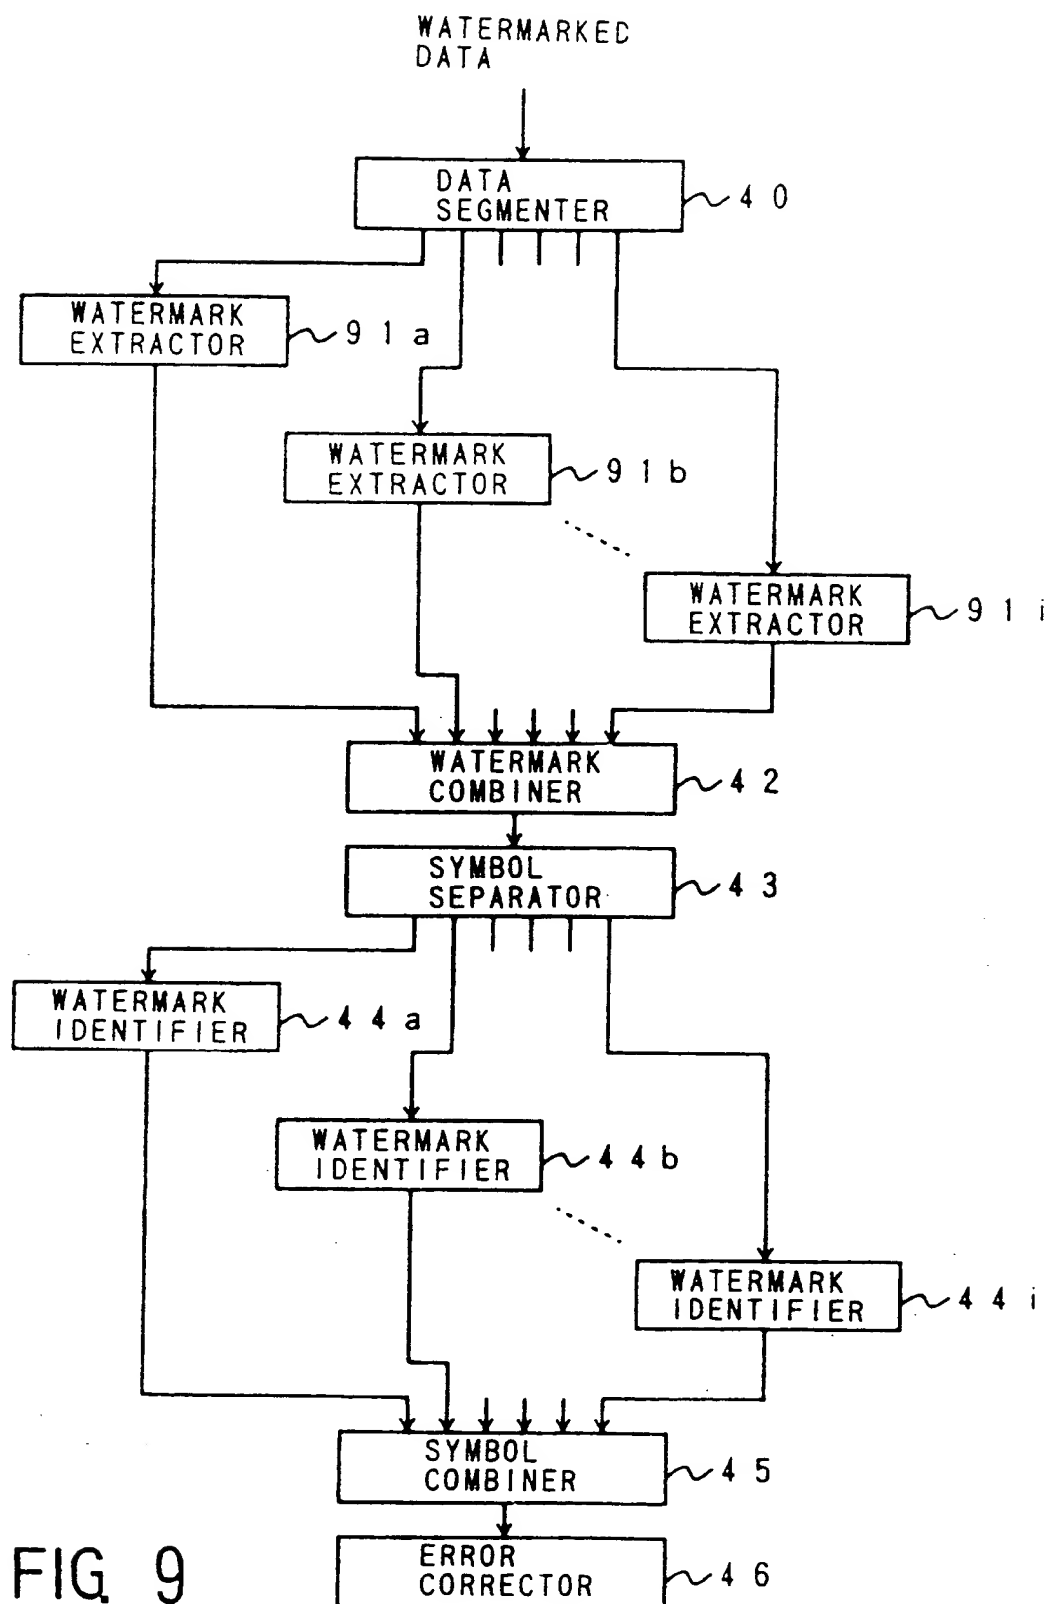 WATERMARKED
DATA
DATA
SEGMENTER
40
WATERMARK
EXTRACTOR
91a
WATERMARK
EXTRACTOR
91b
WATERMARK
EXTRACTOR
91i
WATERMARK
COMBINER
42
SYMBOL
SEPARATOR
43
WATERMARK
IDENTIFIER
44a
WATERMARK
IDENTIFIER
44b
WATERMARK
IDENTIFIER
44i
SYMBOL
COMBINER
45
ERROR
CORRECTOR
46
FIG. 9